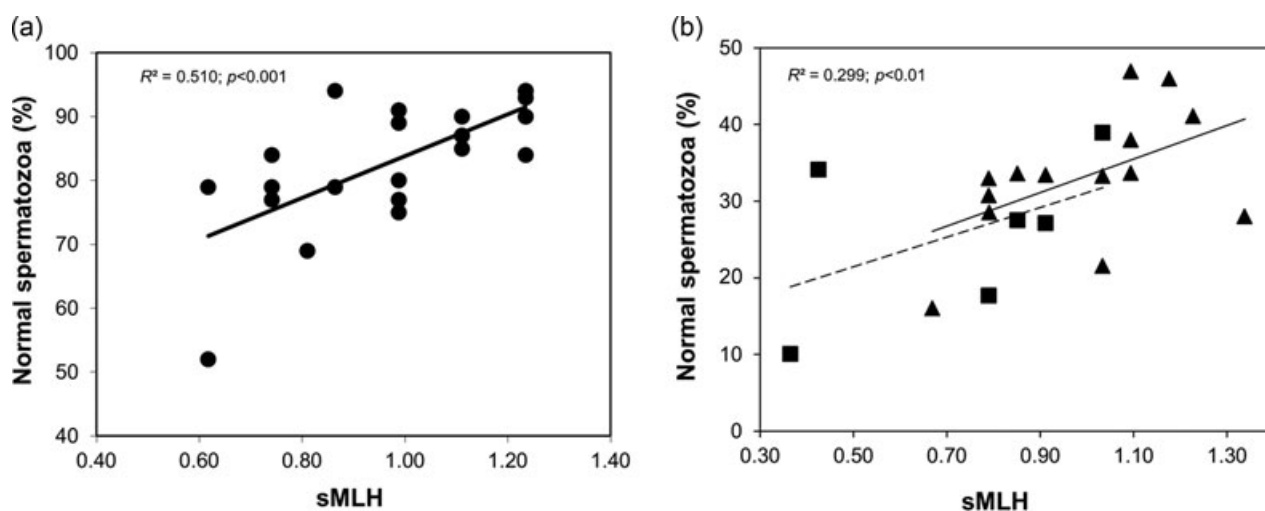 (a)
R² = 0.510; p<0.001
Normal spermatozoa (%)
100
90
80
70
60
50
40
0.40 0.60 0.80 1.00 1.20 1.40
sMLH
(b)
R² = 0.299; p<0.01
Normal spermatozoa (%)
50
40
30
20
10
0
0.30 0.50 0.70 0.90 1.10 1.30
sMLH